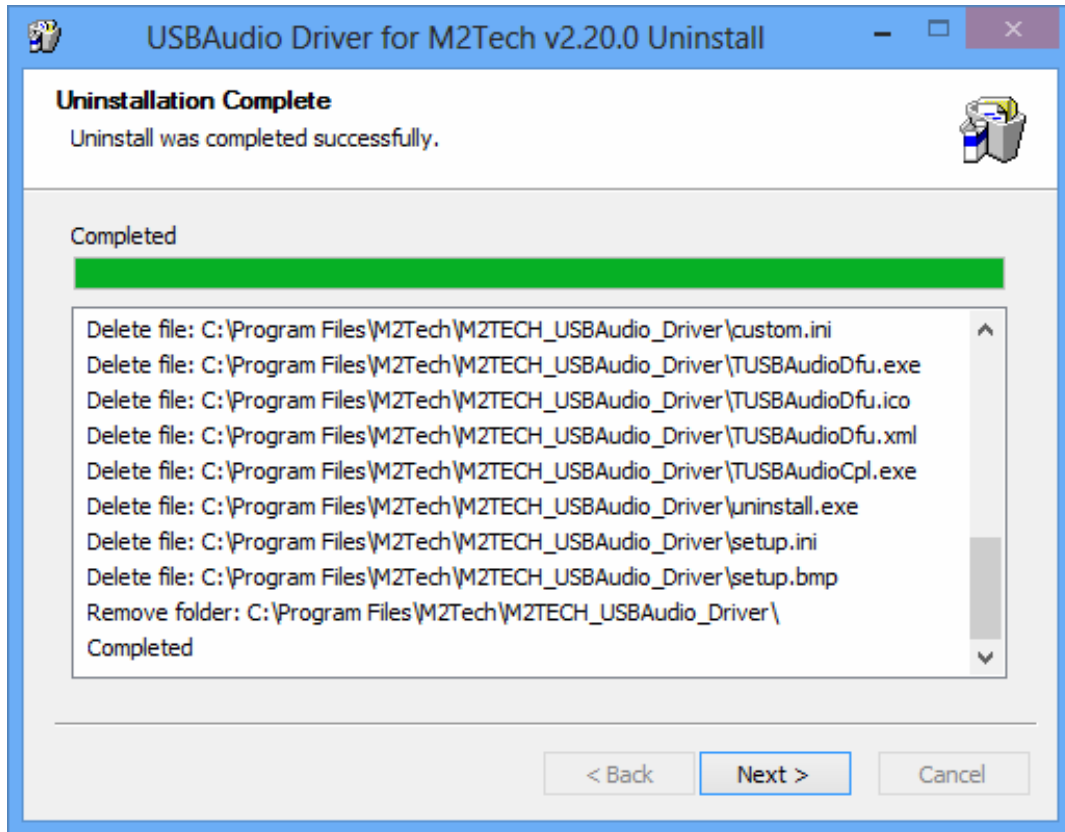 USBAudio Driver for M2Tech v2.20.0 Uninstall
Uninstallation Complete
Uninstall was completed successfully.
Completed
Delete file: C:\Program Files\M2Tech\M2TECH_USBAudio_Driver\custom.ini
Delete file: C:\Program Files\M2Tech\M2TECH_USBAudio_Driver\TUSBAudioDfu.exe
Delete file: C:\Program Files\M2Tech\M2TECH_USBAudio_Driver\TUSBAudioDfu.ico
Delete file: C:\Program Files\M2Tech\M2TECH_USBAudio_Driver\TUSBAudioDfu.xml
Delete file: C:\Program Files\M2Tech\M2TECH_USBAudio_Driver\TUSBAudioCpl.exe
Delete file: C:\Program Files\M2Tech\M2TECH_USBAudio_Driver\uninstall.exe
Delete file: C:\Program Files\M2Tech\M2TECH_USBAudio_Driver\setup.ini
Delete file: C:\Program Files\M2Tech\M2TECH_USBAudio_Driver\setup.bmp
Remove folder: C:\Program Files\M2Tech\M2TECH_USBAudio_Driver\
Completed
< Back Next > Cancel